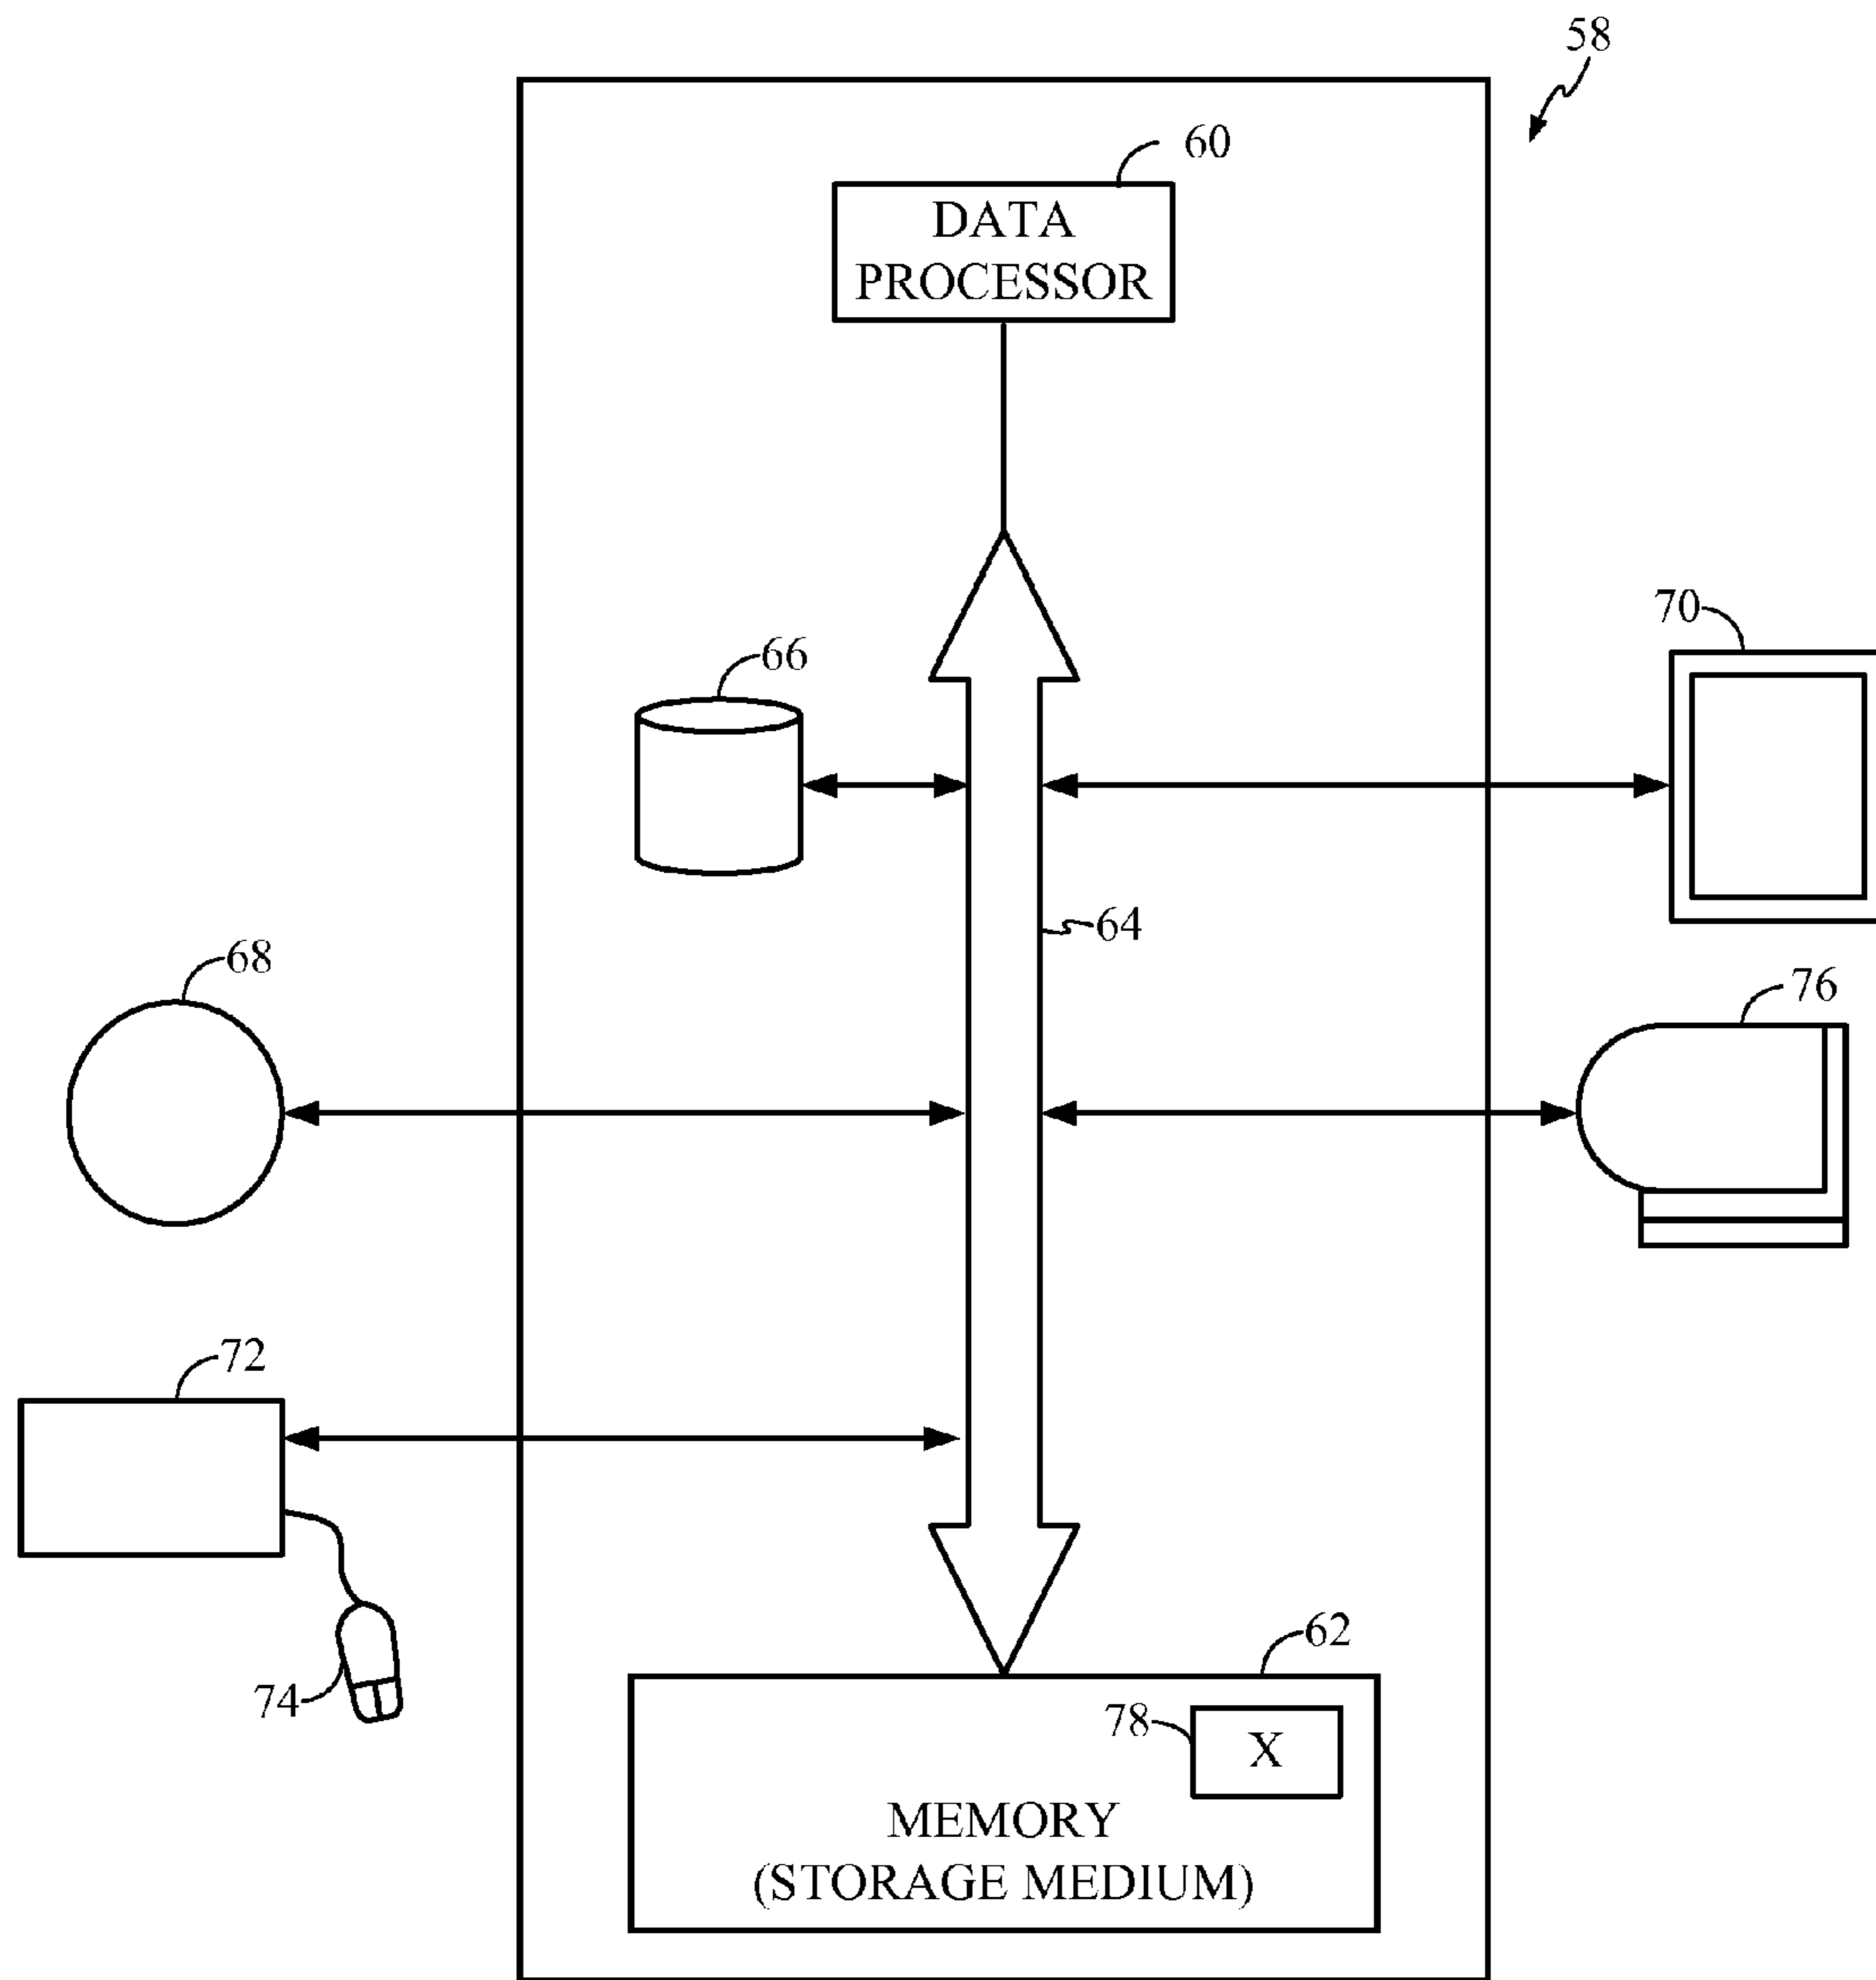 58
60
DATA
PROCESSOR
70
66
64
68
76
72
62
74
78
X
MEMORY
(STORAGE MEDIUM)